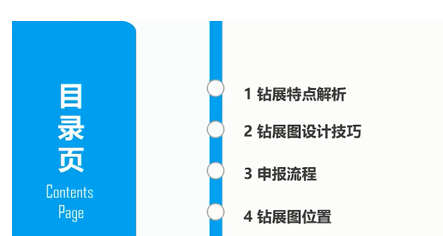 目
录
页
Contents
Page
1 钻展特点解析
2 钻展图设计技巧
3 申报流程
4 钻展图位置